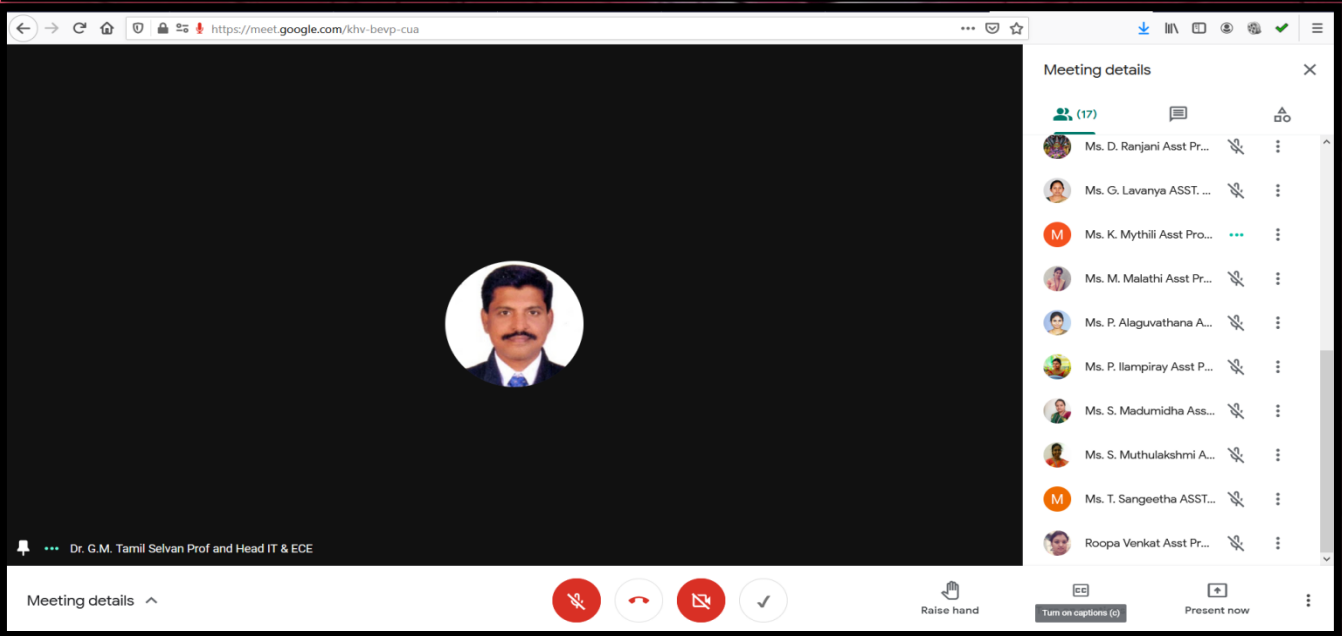 https://meet.google.com/khv-bevp-cua
Meeting details
(17)
Ms. D. Ranjani Asst Pr...
Ms. G. Lavanya ASST. ...
M Ms. K. Mythili Asst Pro...
Ms. M. Malathi Asst Pr...
Ms. P. Alaguvathana A...
Ms. P. Ilampiray Asst P...
Ms. S. Madumidha Ass...
Ms. S. Muthulakshmi A...
M Ms. T. Sangeetha ASST...
Roopa Venkat Asst Pr...
Dr. G.M. Tamil Selvan Prof and Head IT & ECE
Meeting details
Raise hand
CC
Turn on captions (c)
Present now